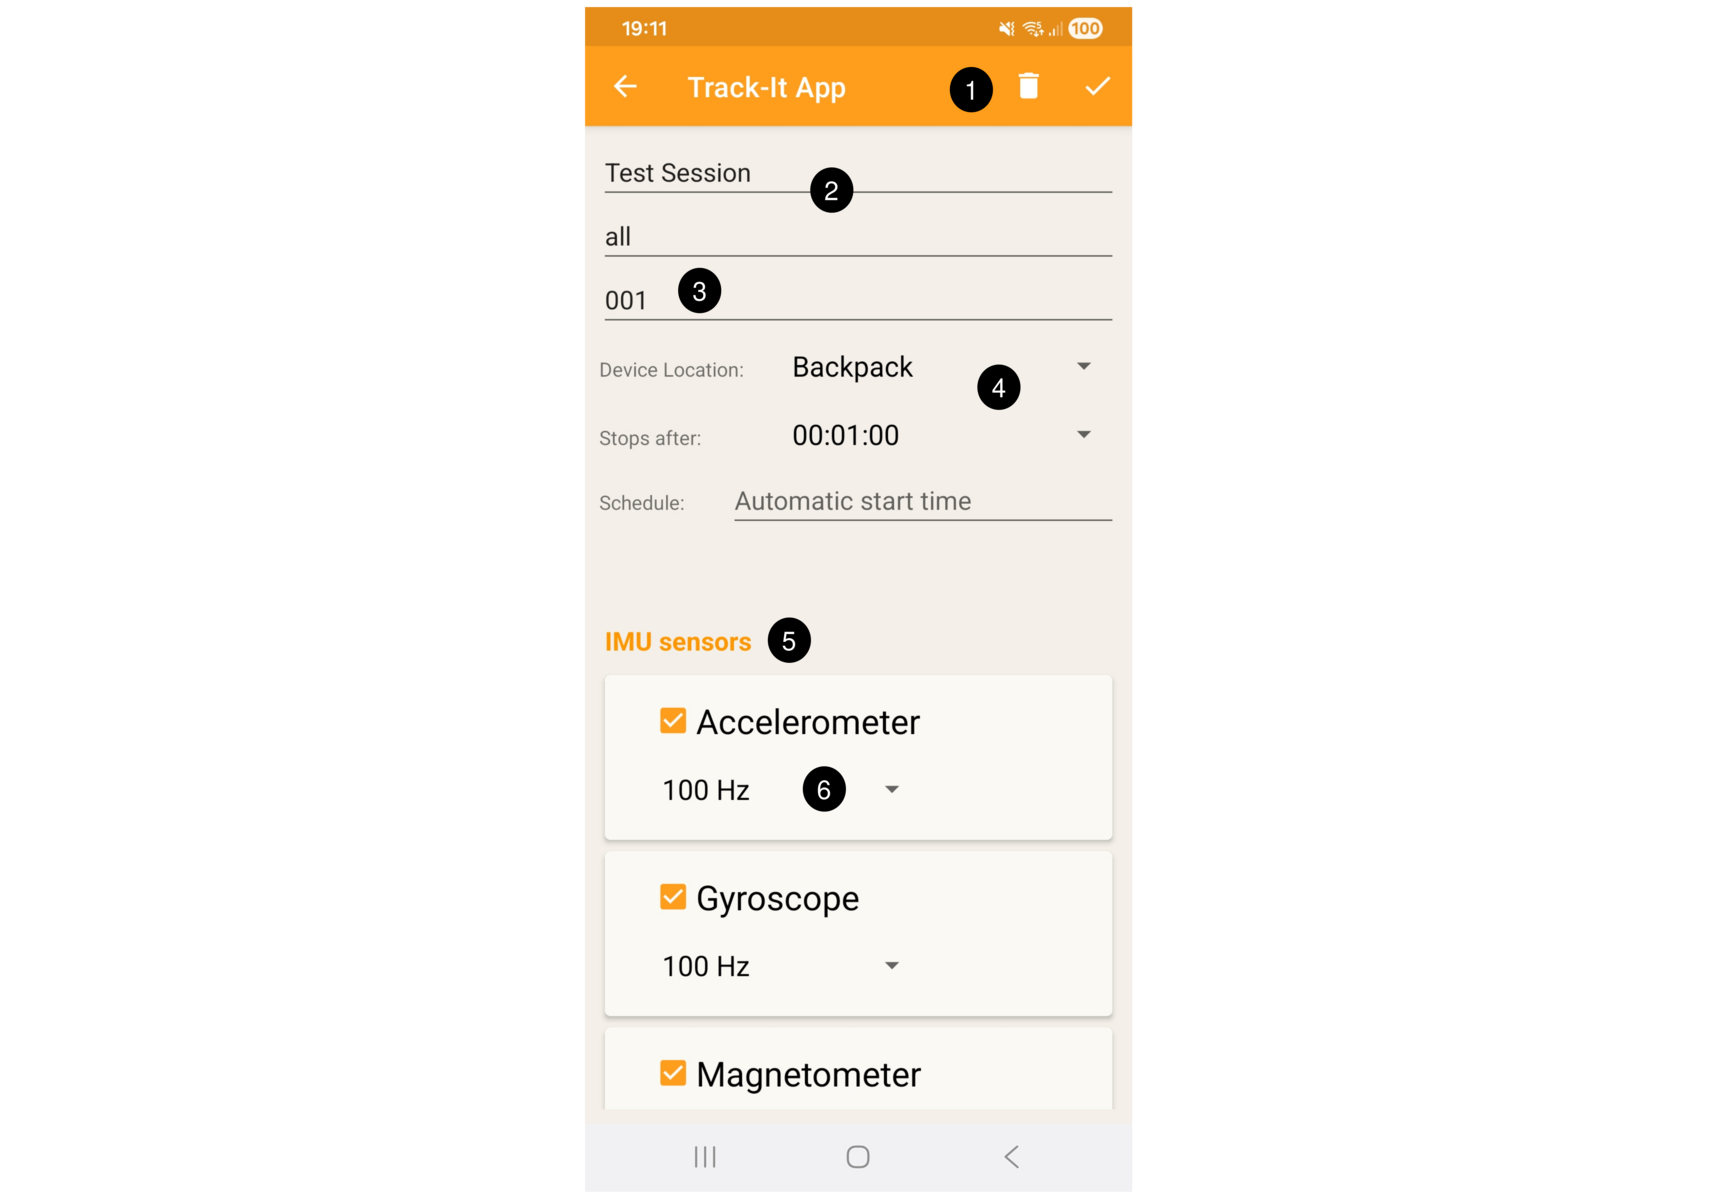 19:11 100
Track-It App 1
Test Session
2
all
001 3
Device Location: Backpack
4
Stops after: 00:01:00
Schedule: Automatic start time
IMU sensors 5
Accelerometer
100 Hz 6
Gyroscope
100 Hz
Magnetometer